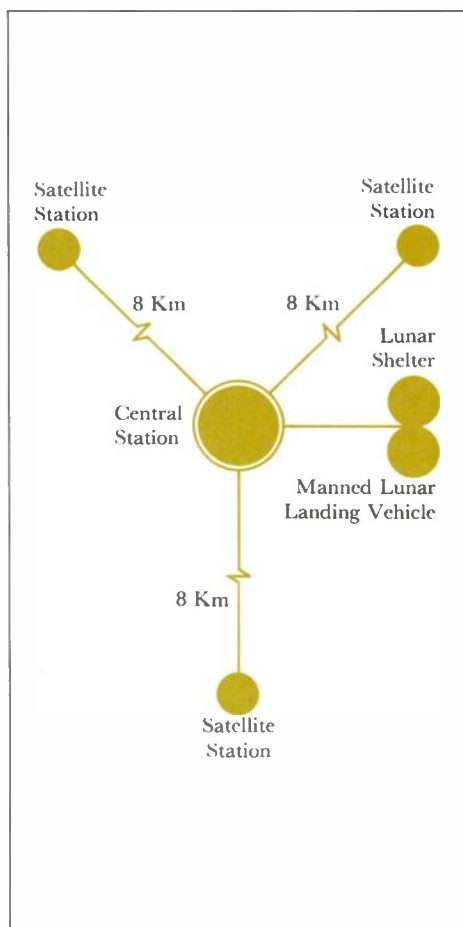 Satellite
Station
Satellite
Station
8 Km
8 Km
Lunar
Shelter
Central
Station
Manned Lunar
Landing Vehicle
8 Km
Satellite
Station